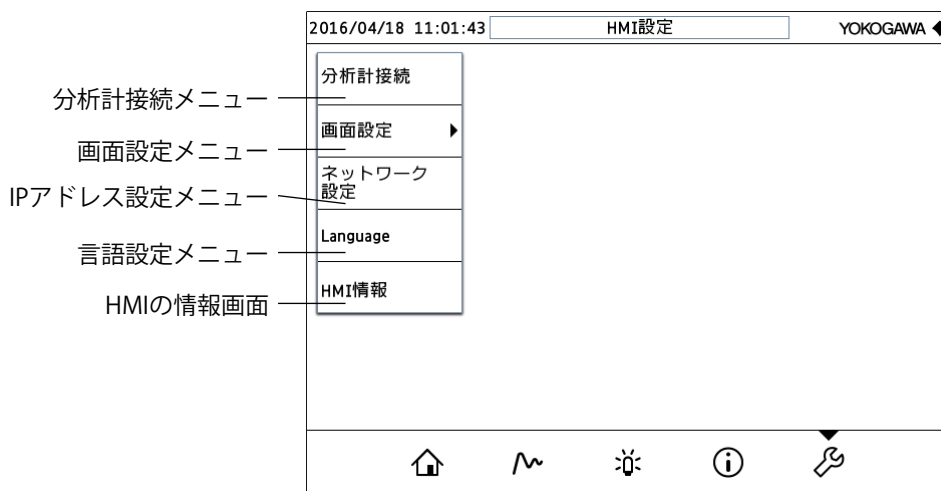 2016/04/18 11:01:43
HMI設定
YOKOGAWA
分析計接続
画面設定
ネットワーク
設定
Language
HMI情報
分析計接続メニュー
画面設定メニュー
IPアドレス設定メニュー
言語設定メニュー
HMIの情報画面